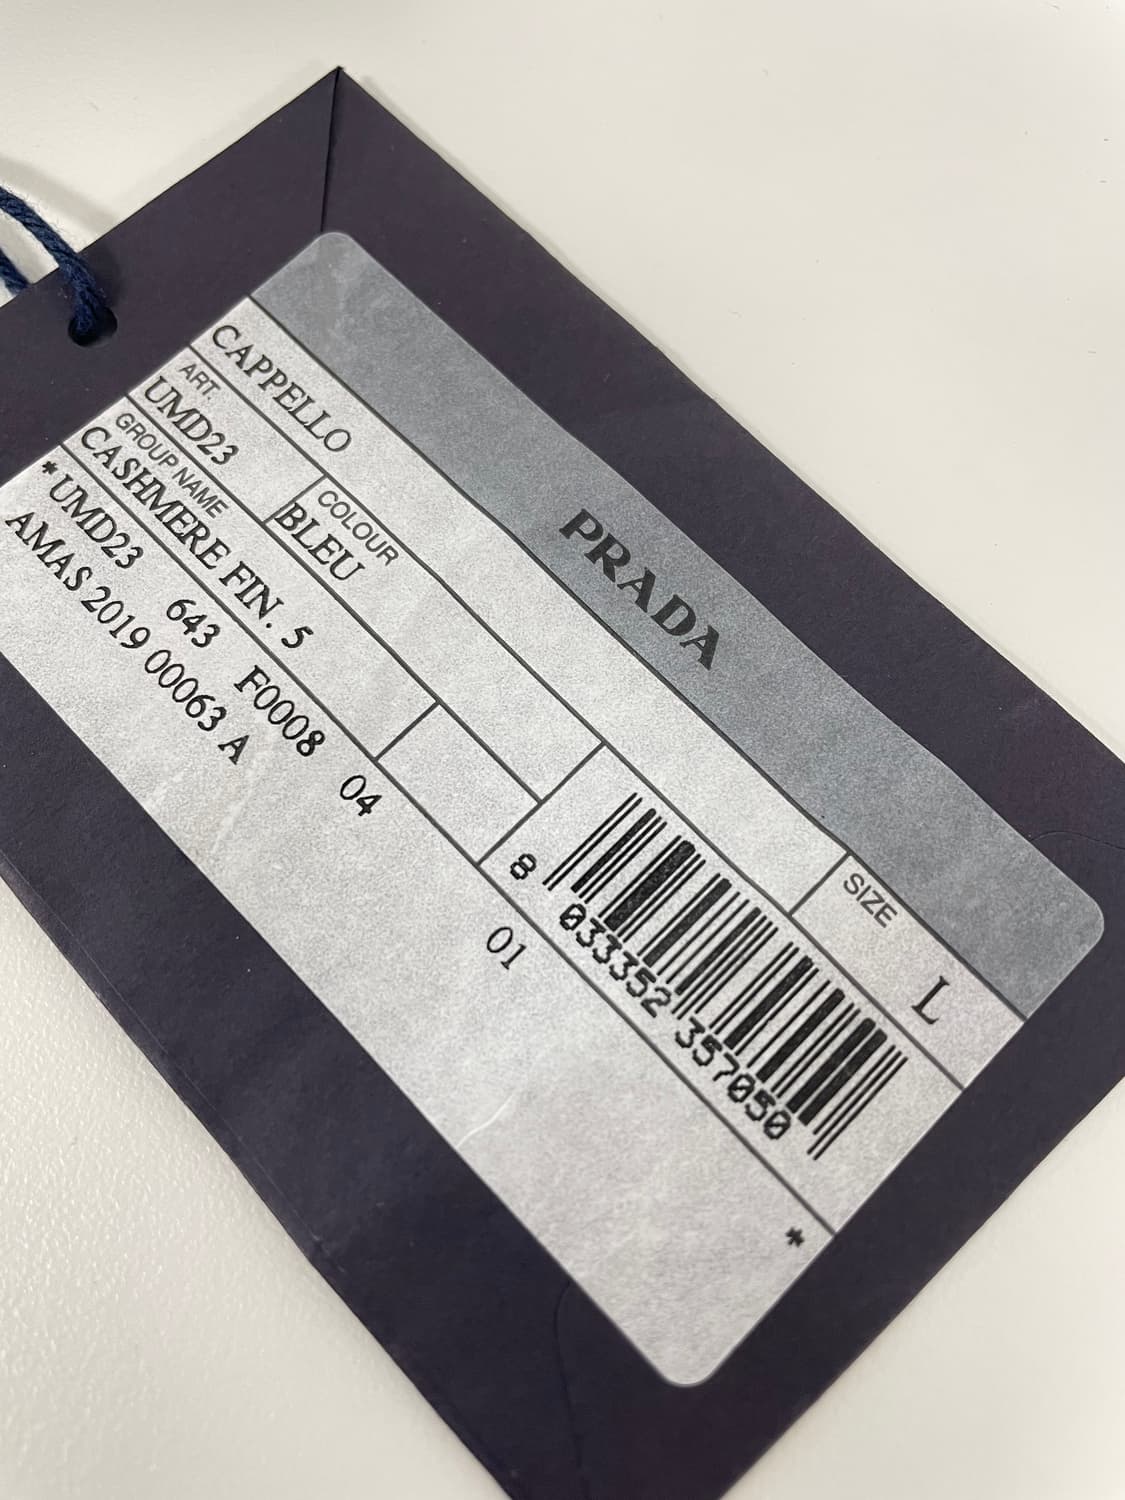 PRADA
CAPPELLO
SIZE
L
ART.
UMD23
COLOUR
BLEU
GROUP NAME
CASHMERE FIN. 5
8 033352 357050
*UMD23 643 F0008 04 01 *
AMAS 2019 00063 A